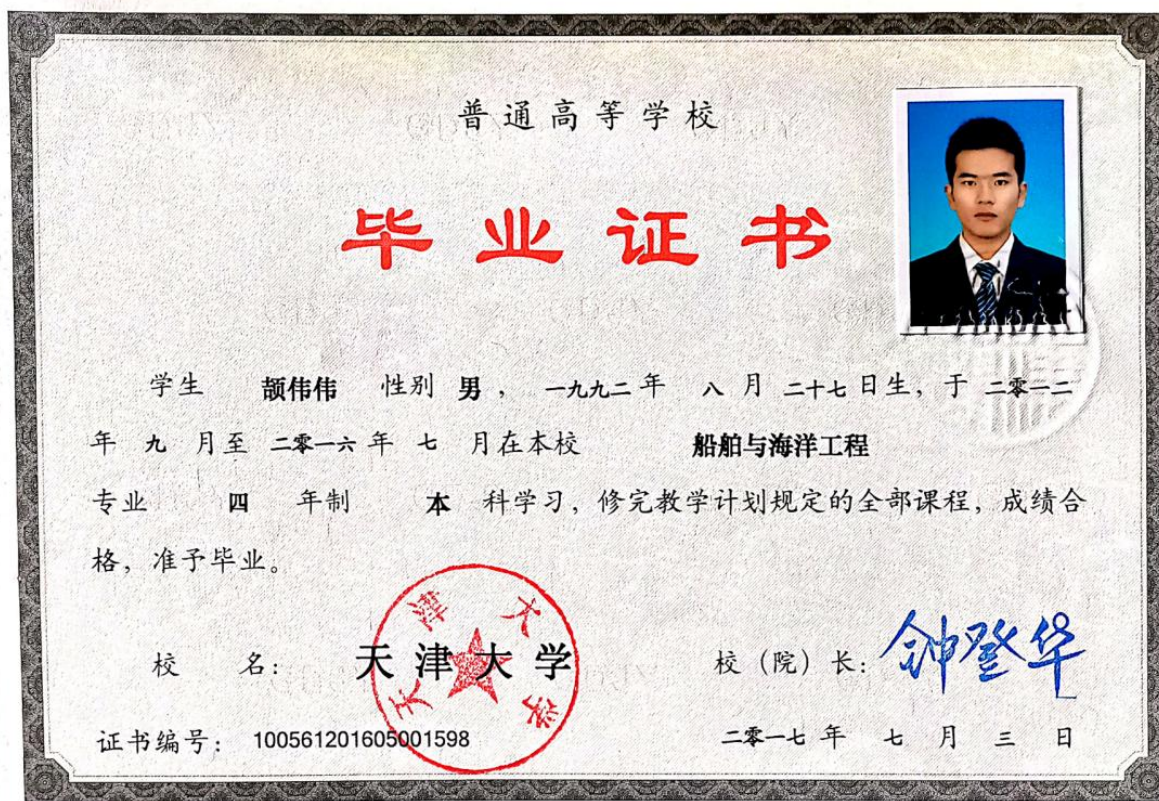 普通高等学校
毕业证书
学生 颉伟伟 性别 男，一九九二年 八 月 二十七 日生，于 二零一二
年 九 月至 二零一六 年 七 月在本校 船舶与海洋工程
专业 四 年制 本 科学习，修完教学计划规定的全部课程，成绩合
格，准予毕业。
天津大学
校 名： 天津大学 校（院）长：钟登华
证书编号： 100561201605001598 二零一七 年 七 月 三 日